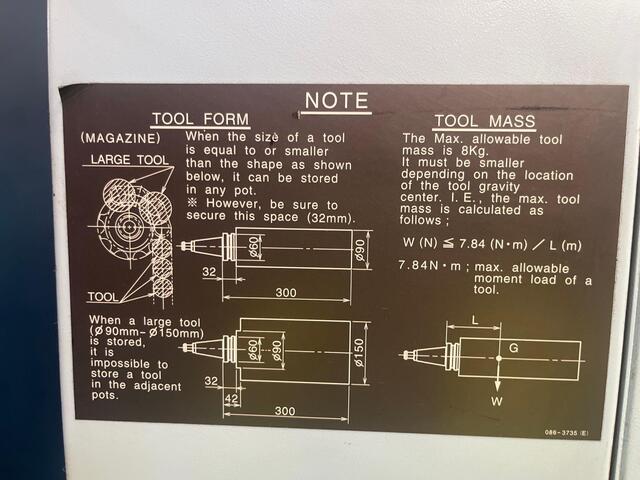 NOTE
TOOL FORM
(MAGAZINE)
LARGE TOOL
TOOL
When the size of a tool
is equal to or smaller
than the shape as shown
below, it can be stored
in any pot.
※ However, be sure to
secure this space (32mm).
Ø60
Ø90
32
300
When a large tool
(Ø90mm-Ø150mm)
is stored,
it is
impossible to
store a tool
in the adjacent
pots.
Ø60
Ø90
Ø150
32
42
300
TOOL MASS
The Max. allowable tool
mass is 8Kg.
It must be smaller
depending on the location
of the tool gravity
center. I.E., the max. tool
mass is calculated as
follows ;
W (N) ≦ 7.84 (N・m) ／ L (m)
7.84N・m ; max. allowable
moment load of a
tool.
L
G
W
086-3735 (E)